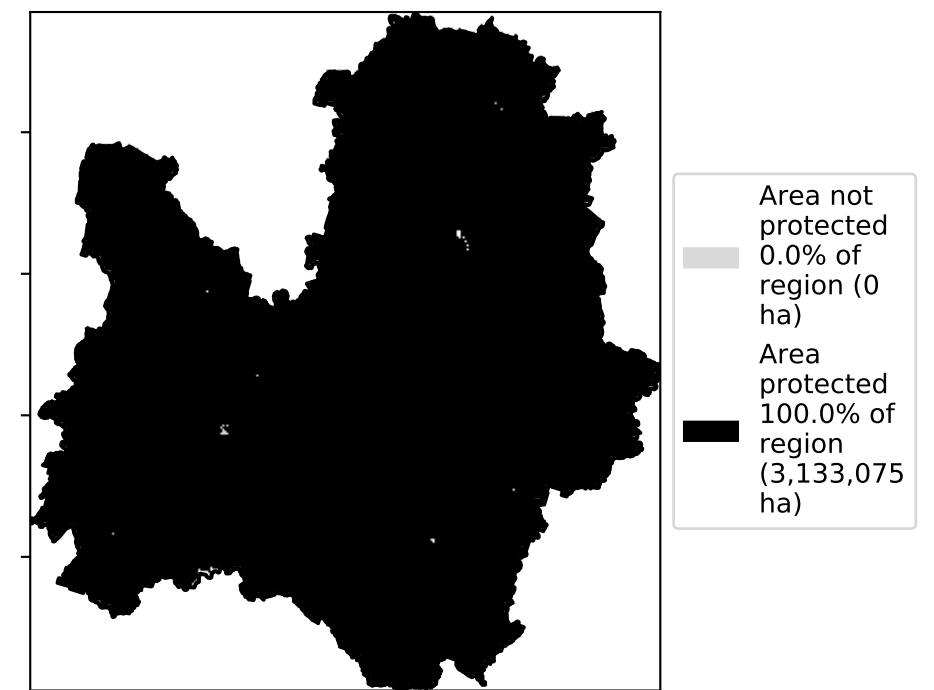 Area not
protected
0.0% of
region (0
ha)
Area
protected
100.0% of
region
(3,133,075
ha)